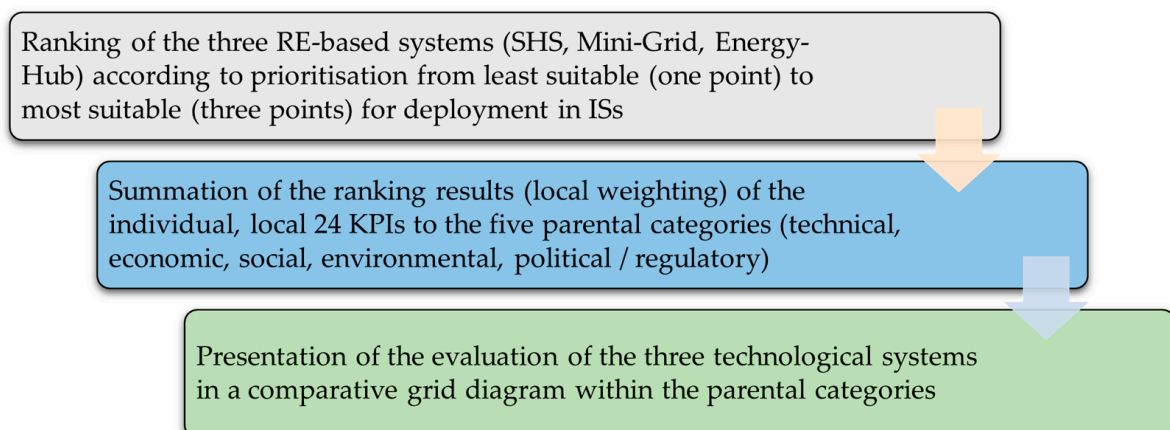 Ranking of the three RE-based systems (SHS, Mini-Grid, Energy-
Hub) according to prioritisation from least suitable (one point) to
most suitable (three points) for deployment in ISs
Summation of the ranking results (local weighting) of the
individual, local 24 KPIs to the five parental categories (technical,
economic, social, environmental, political / regulatory)
Presentation of the evaluation of the three technological systems
in a comparative grid diagram within the parental categories